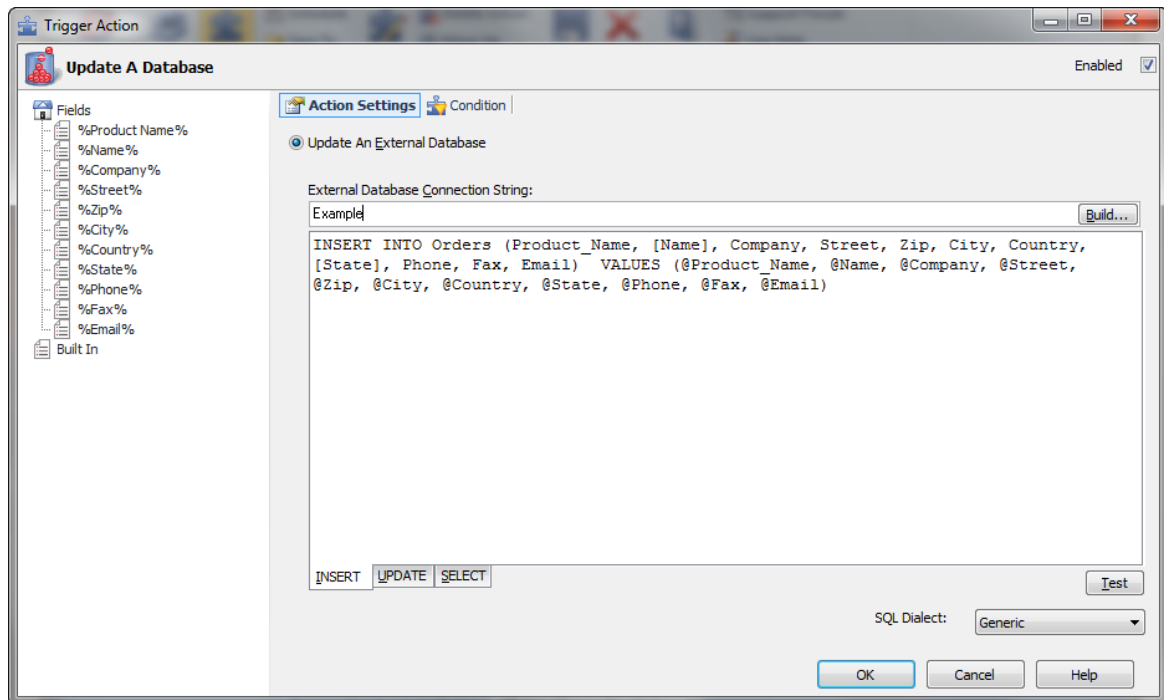 Trigger Action
Update A Database
Enabled
Fields
%Product Name%
%Name%
%Company%
%Street%
%Zip%
%City%
%Country%
%State%
%Phone%
%Fax%
%Email%
Built In
Action Settings
Condition
Update An External Database
External Database Connection String:
Example
Build...
INSERT INTO Orders (Product_Name, [Name], Company, Street, Zip, City, Country,
[State], Phone, Fax, Email)  VALUES (@Product_Name, @Name, @Company, @Street,
@Zip, @City, @Country, @State, @Phone, @Fax, @Email)
INSERT
UPDATE
SELECT
Test
SQL Dialect:
Generic
OK
Cancel
Help